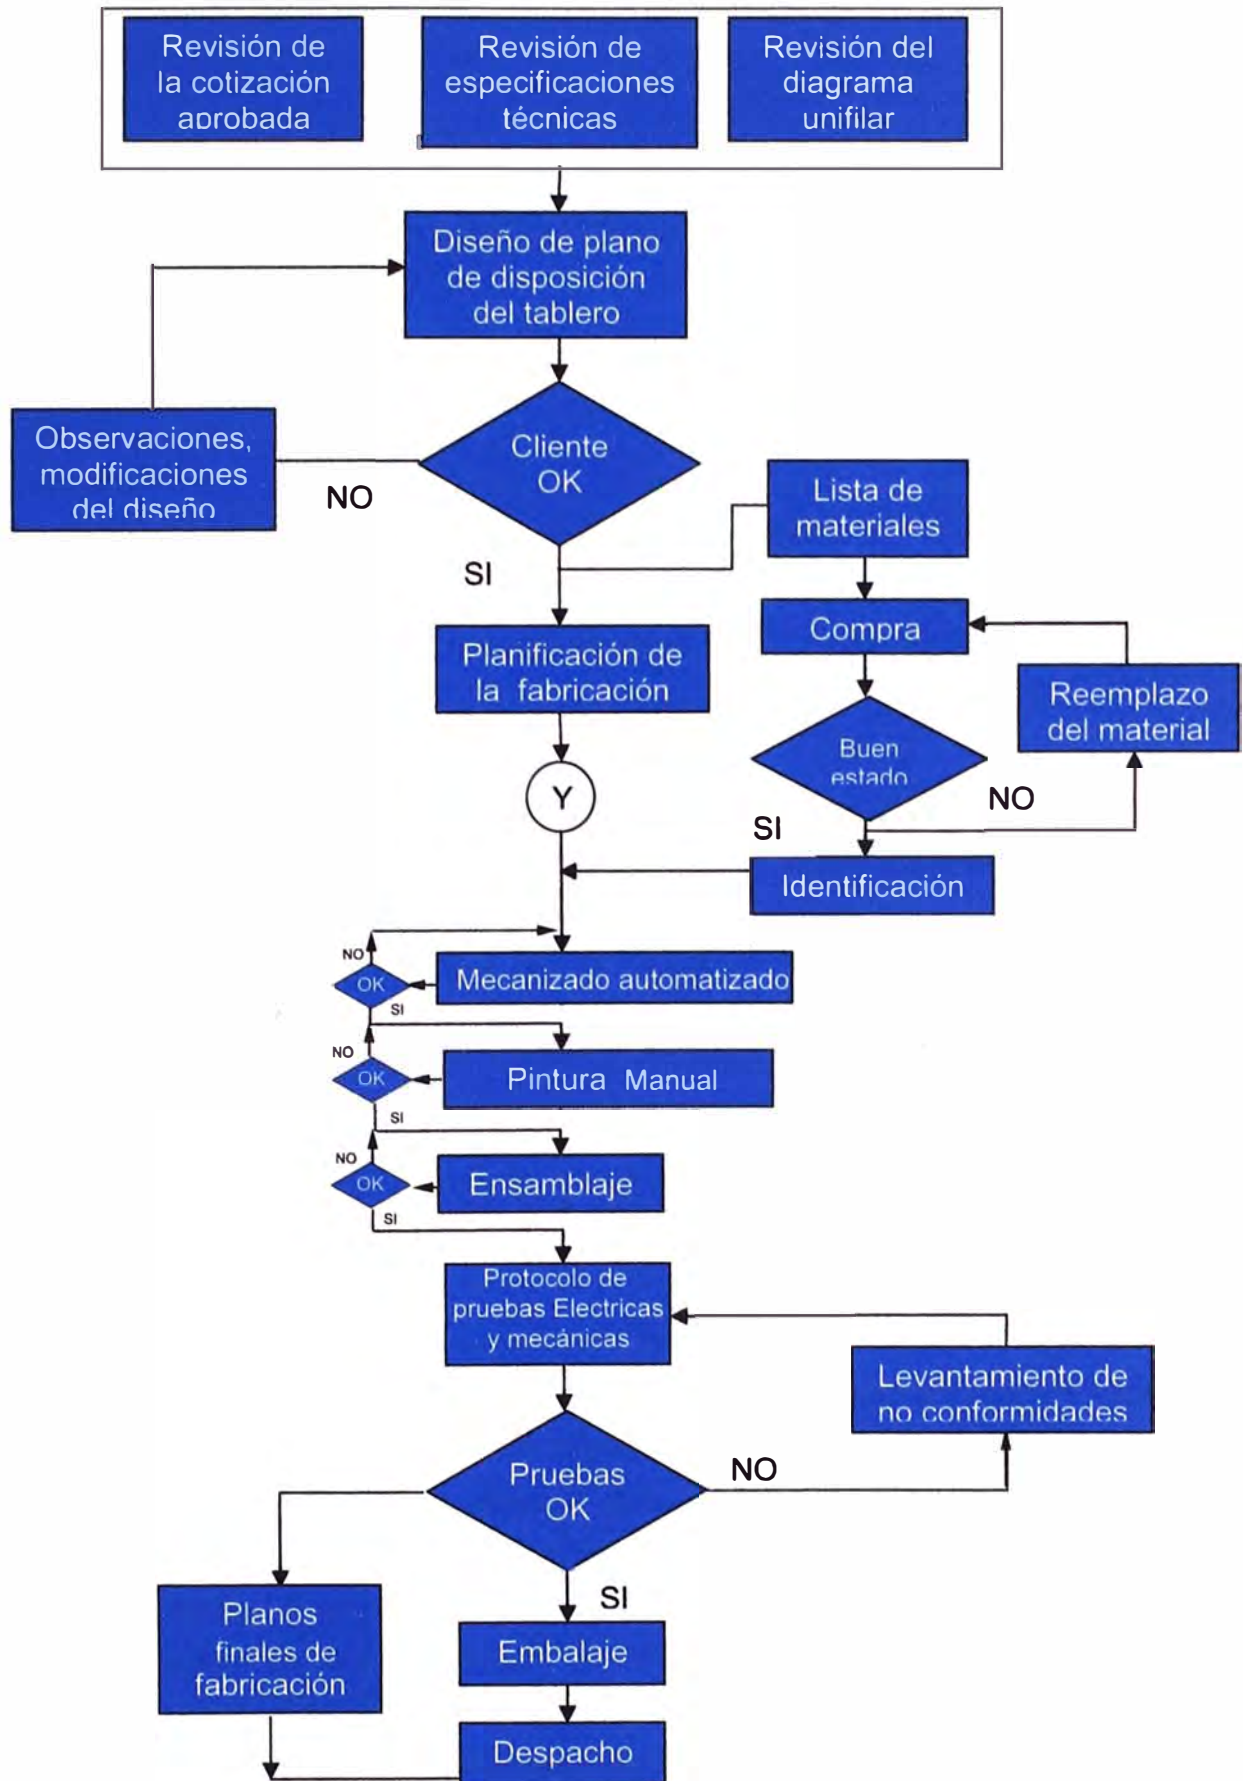 Revisión de
la cotización
aprobada
Revisión de
especificaciones
técnicas
Revisión del
diagrama
unifilar
Diseño de plano
de disposición
del tablero
Observaciones,
modificaciones
del diseño
NO
Cliente
OK
SI
Lista de
materiales
Compra
Planificación de
la fabricación
Reemplazo
del material
Buen
estado
NO
SI
Y
Identificación
NO
OK
SI
Mecanizado automatizado
NO
OK
SI
Pintura Manual
NO
OK
SI
Ensamblaje
Protocolo de
pruebas Electricas
y mecánicas
Levantamiento de
no conformidades
Pruebas
OK
NO
SI
Planos
finales de
fabricación
Embalaje
Despacho